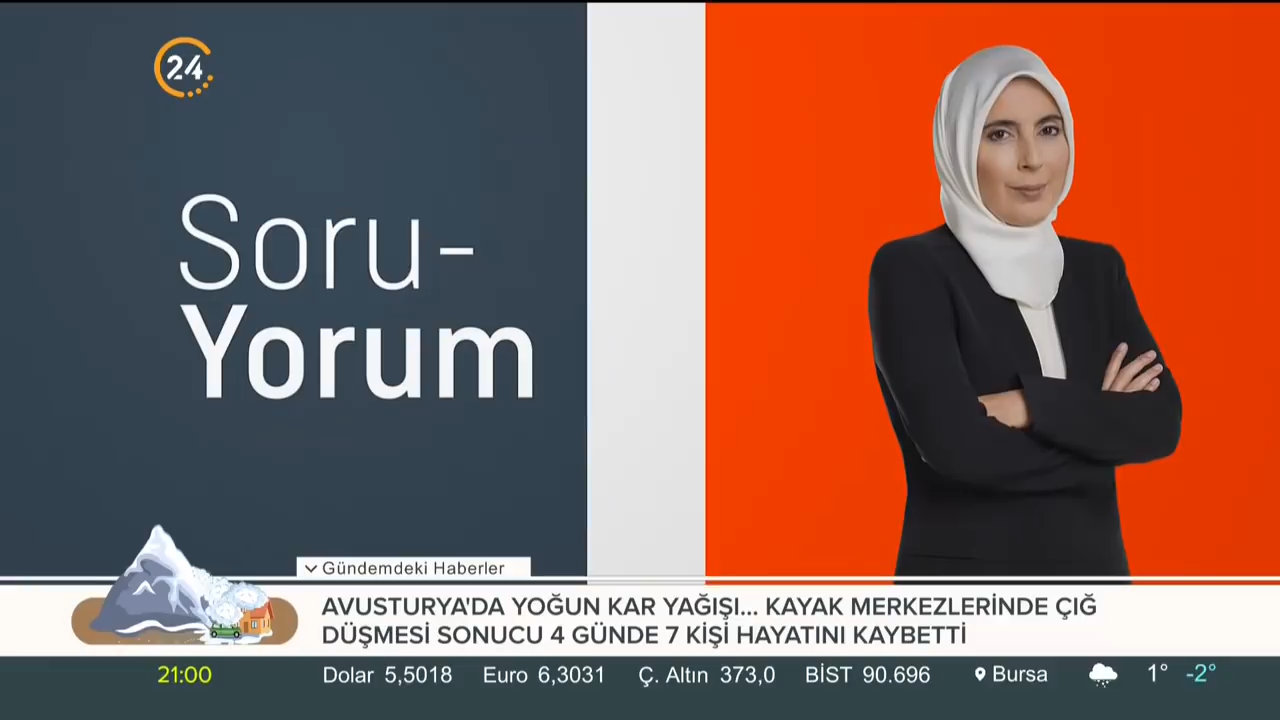 24
Soru-
Yorum
Gündemdeki Haberler
AVUSTURYA'DA YOĞUN KAR YAĞIŞI... KAYAK MERKEZLERİNDE ÇIĞ
DÜŞMESİ SONUCU 4 GÜNDE 7 KİŞİ HAYATINI KAYBETTİ
21:00 Dolar 5,5018 Euro 6,3031 Ç. Altın 373,0 BİST 90.696 Bursa 1° -2°